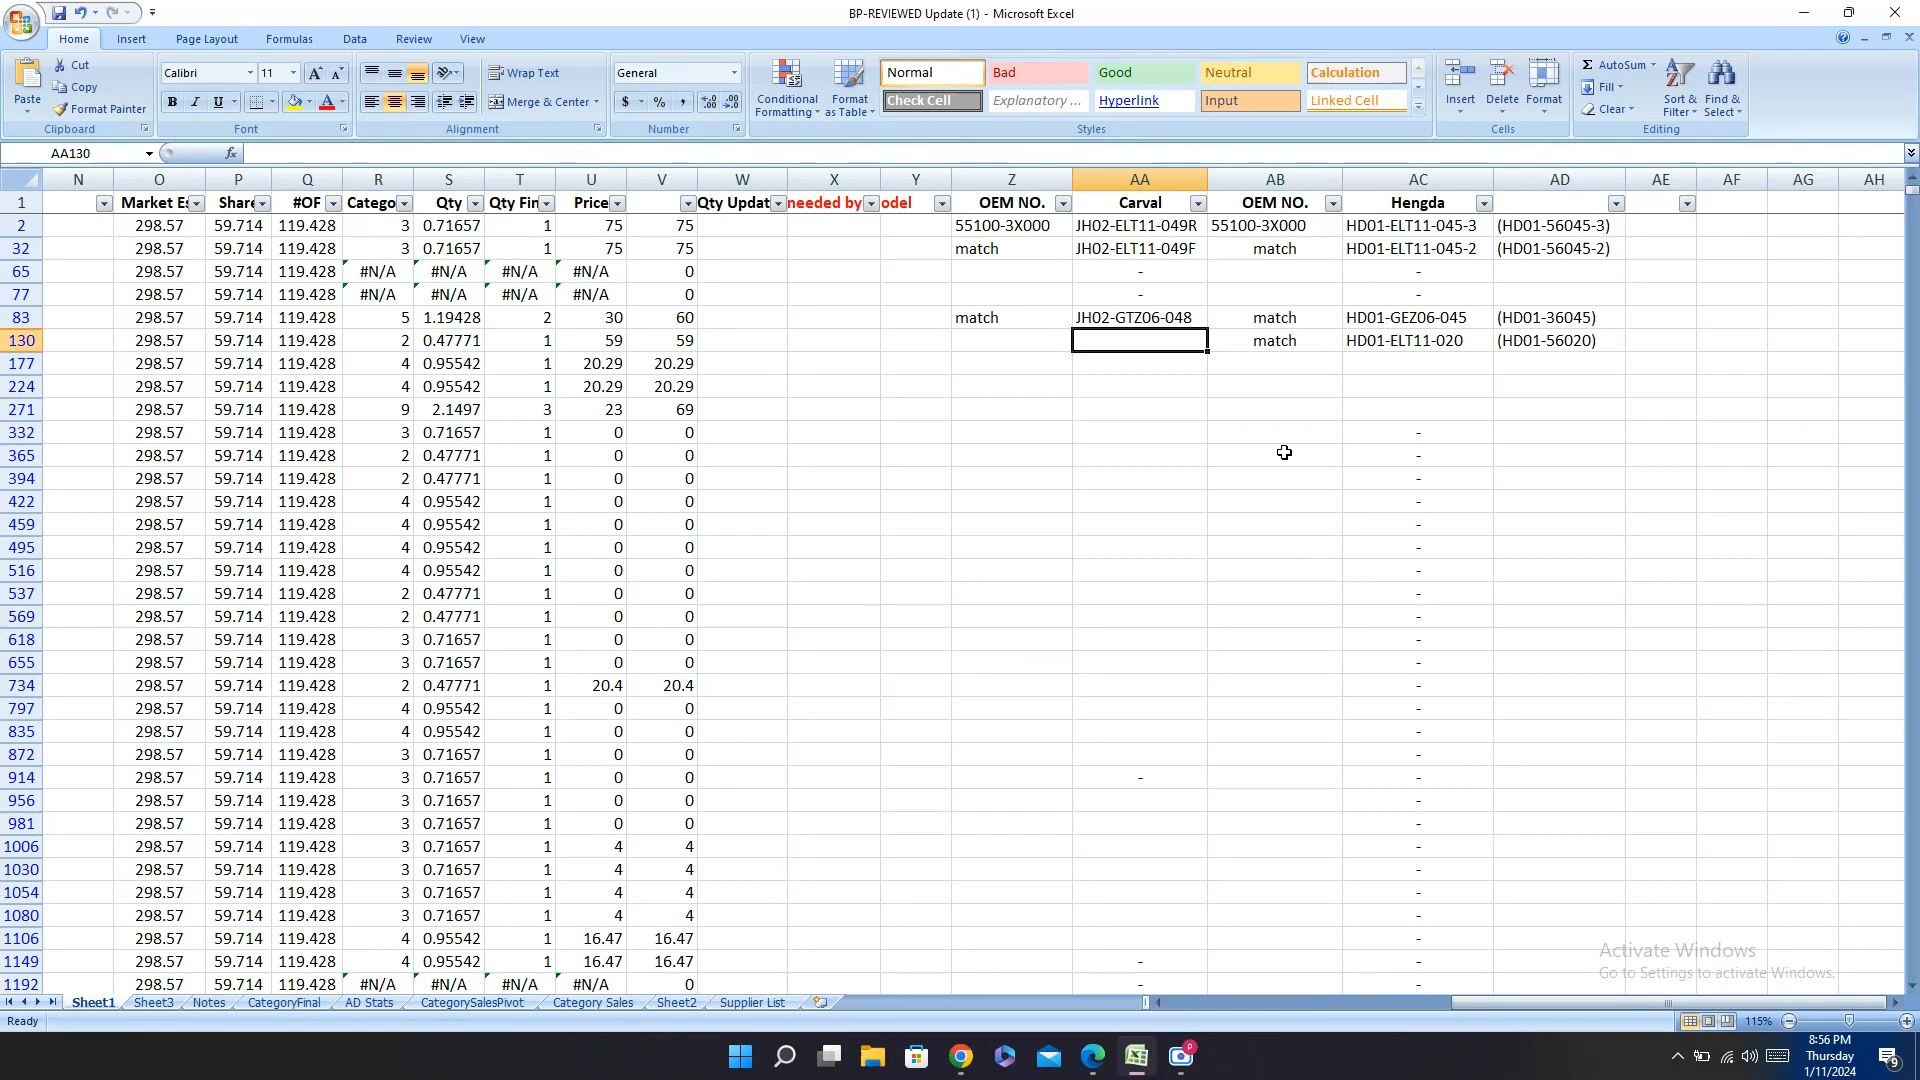 BP-REVIEWED Update (1) - Microsoft Excel
Home Insert Page Layout Formulas Data Review View
Paste Cut Copy Format Painter Clipboard
Calibri 11 B I U Font
Wrap Text Merge & Center Alignment
General $ % , Number
Conditional Formatting Format as Table
Normal Bad Good Neutral Calculation
Check Cell Explanatory ... Hyperlink Input Linked Cell
Styles
Insert Delete Format Cells
Σ AutoSum Fill Clear Sort & Filter Find & Select Editing
AA130 fx
N O P Q R S T U V W X Y Z AA AB AC AD AE AF AG AH
1 Market Es Share #OF Catego Qty Qty Fin Price Qty Updat needed by odel OEM NO. Carval OEM NO. Hengda
2 298.57 59.714 119.428 3 0.71657 1 75 75 55100-3X000 JH02-ELT11-049R 55100-3X000 HD01-ELT11-045-3 (HD01-56045-3)
32 298.57 59.714 119.428 3 0.71657 1 75 75 match JH02-ELT11-049F match HD01-ELT11-045-2 (HD01-56045-2)
65 298.57 59.714 119.428 #N/A #N/A #N/A #N/A 0 - -
77 298.57 59.714 119.428 #N/A #N/A #N/A #N/A 0 - -
83 298.57 59.714 119.428 5 1.19428 2 30 60 match JH02-GTZ06-048 match HD01-GEZ06-045 (HD01-36045)
130 298.57 59.714 119.428 2 0.47771 1 59 59 match HD01-ELT11-020 (HD01-56020)
177 298.57 59.714 119.428 4 0.95542 1 20.29 20.29
224 298.57 59.714 119.428 4 0.95542 1 20.29 20.29
271 298.57 59.714 119.428 9 2.1497 3 23 69
332 298.57 59.714 119.428 3 0.71657 1 0 0 -
365 298.57 59.714 119.428 2 0.47771 1 0 0 -
394 298.57 59.714 119.428 2 0.47771 1 0 0 -
422 298.57 59.714 119.428 4 0.95542 1 0 0 -
459 298.57 59.714 119.428 4 0.95542 1 0 0 -
495 298.57 59.714 119.428 4 0.95542 1 0 0 -
516 298.57 59.714 119.428 4 0.95542 1 0 0 -
537 298.57 59.714 119.428 2 0.47771 1 0 0 -
569 298.57 59.714 119.428 2 0.47771 1 0 0 -
618 298.57 59.714 119.428 3 0.71657 1 0 0 -
655 298.57 59.714 119.428 3 0.71657 1 0 0 -
734 298.57 59.714 119.428 2 0.47771 1 20.4 20.4 -
797 298.57 59.714 119.428 4 0.95542 1 0 0 -
835 298.57 59.714 119.428 4 0.95542 1 0 0 -
872 298.57 59.714 119.428 3 0.71657 1 0 0 -
914 298.57 59.714 119.428 3 0.71657 1 0 0 - -
956 298.57 59.714 119.428 3 0.71657 1 0 0 -
981 298.57 59.714 119.428 3 0.71657 1 0 0 -
1006 298.57 59.714 119.428 3 0.71657 1 4 4 -
1030 298.57 59.714 119.428 3 0.71657 1 4 4 -
1054 298.57 59.714 119.428 3 0.71657 1 4 4 -
1080 298.57 59.714 119.428 3 0.71657 1 4 4 -
1106 298.57 59.714 119.428 4 0.95542 1 16.47 16.47 -
1149 298.57 59.714 119.428 4 0.95542 1 16.47 16.47 - -
1192 298.57 59.714 119.428 #N/A #N/A #N/A #N/A 0 - -
Activate Windows
Go to Settings to activate Windows.
Sheet1 Sheet3 Notes CategoryFinal AD Stats CategorySalesPivot Category Sales Sheet2 Supplier List
Ready 115%
8:56 PM
Thursday
1/11/2024
9